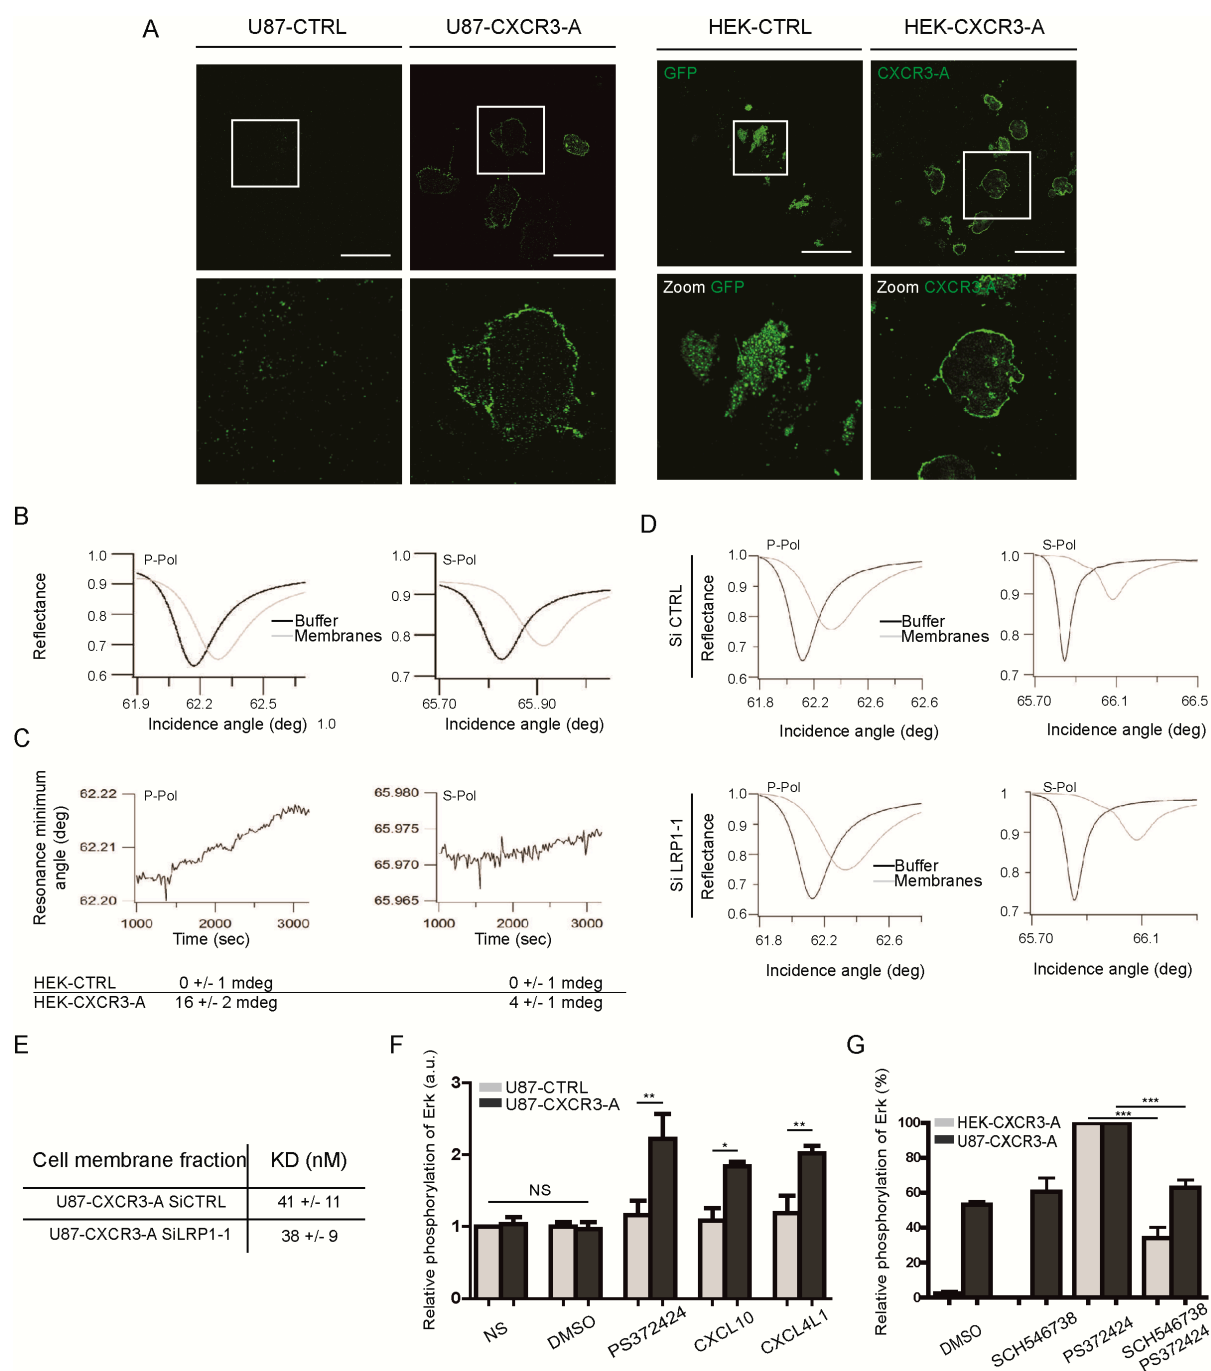 A
U87-CTRL
U87-CXCR3-A
HEK-CTRL
HEK-CXCR3-A
GFP
CXCR3-A
Zoom GFP
Zoom CXCR3-A
B
Reflectance
1.0
0.9
0.8
0.7
0.6
P-Pol
Buffer
Membranes
61.9
62.2
62.5
Incidence angle (deg)
1.0
1.0
0.9
0.8
0.7
S-Pol
65.70
65..90
Incidence angle (deg)
C
Resonance minimum
angle (deg)
62.22
62.21
62.20
P-Pol
1000
2000
3000
Time (sec)
65.980
65.975
65.970
65.965
S-Pol
1000
2000
3000
Time (sec)
HEK-CTRL 0 +/- 1 mdeg 0 +/- 1 mdeg
HEK-CXCR3-A 16 +/- 2 mdeg 4 +/- 1 mdeg
D
Si CTRL
Reflectance
1.0
0.9
0.8
0.7
0.6
P-Pol
Buffer
Membranes
61.8
62.2
62.6
62.6
Incidence angle (deg)
1.0
0.9
0.8
0.7
S-Pol
65.70
66.1
66.5
Incidence angle (deg)
Si LRP1-1
Reflectance
1.0
0.9
0.8
0.7
0.6
P-Pol
Buffer
Membranes
61.8
62.2
62.6
Incidence angle (deg)
1
0.9
0.8
0.7
S-Pol
65.70
66.1
Incidence angle (deg)
E
Cell membrane fraction KD (nM)
U87-CXCR3-A SiCTRL 41 +/- 11
U87-CXCR3-A SiLRP1-1 38 +/- 9
F
Relative phosphorylation of Erk (a.u.)
3
2
1
0
U87-CTRL
U87-CXCR3-A
NS
**
*
**
NS
DMSO
PS372424
CXCL10
CXCL4L1
G
Relative phosphorylation of Erk (%)
100
80
60
40
20
0
HEK-CXCR3-A
U87-CXCR3-A
***
***
DMSO
SCH546738
PS372424
SCH546738
PS372424